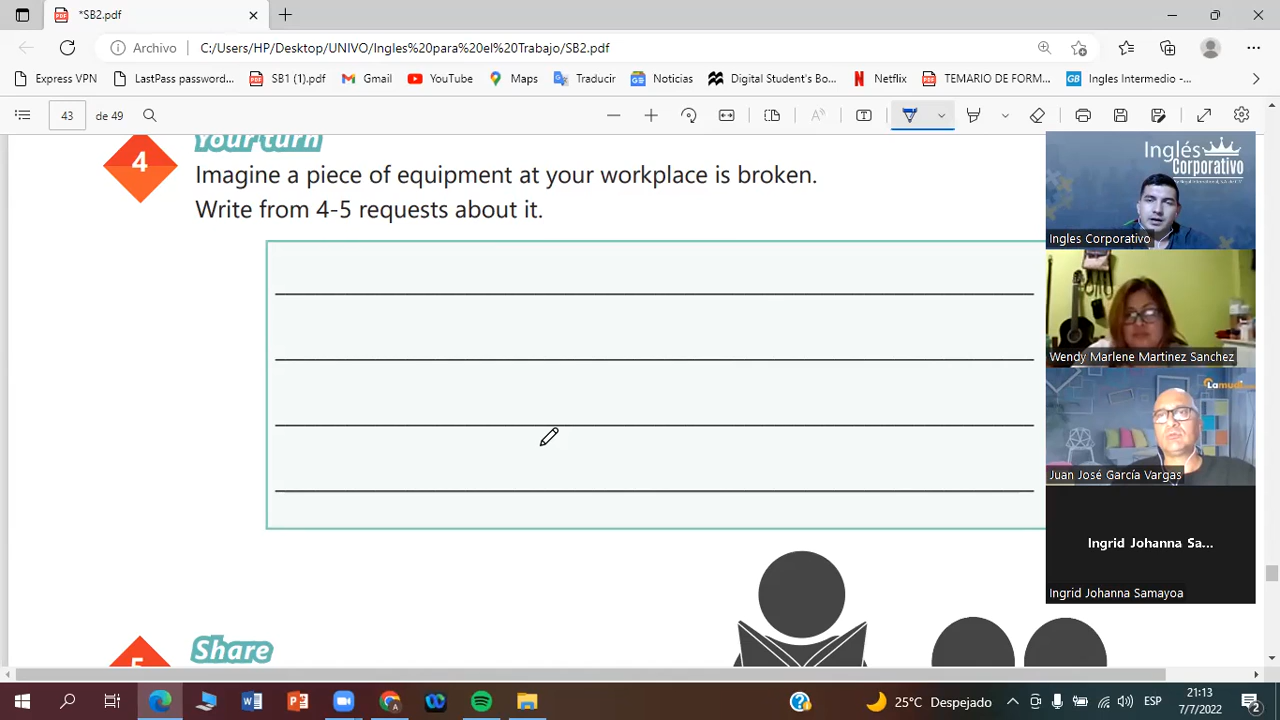 *SB2.pdf
Archivo
C:/Users/HP/Desktop/UNIVO/Ingles%20para%20el%20Trabajo/SB2.pdf
Express VPN
LastPass password...
SB1 (1).pdf
Gmail
YouTube
Maps
Traducir
Noticias
Digital Student's Bo...
Netflix
TEMARIO DE FORM...
Ingles Intermedio -...
43
de 49
4
Your turn
Imagine a piece of equipment at your workplace is broken.
Write from 4-5 requests about it.
Inglés
Corporativo
Ingles Corporativo
Wendy Marlene Martinez Sanchez
Lamudi
Juan José García Vargas
Ingrid Johanna Sa...
Ingrid Johanna Samayoa
5
Share
25°C Despejado
ESP
21:13
7/7/2022
2